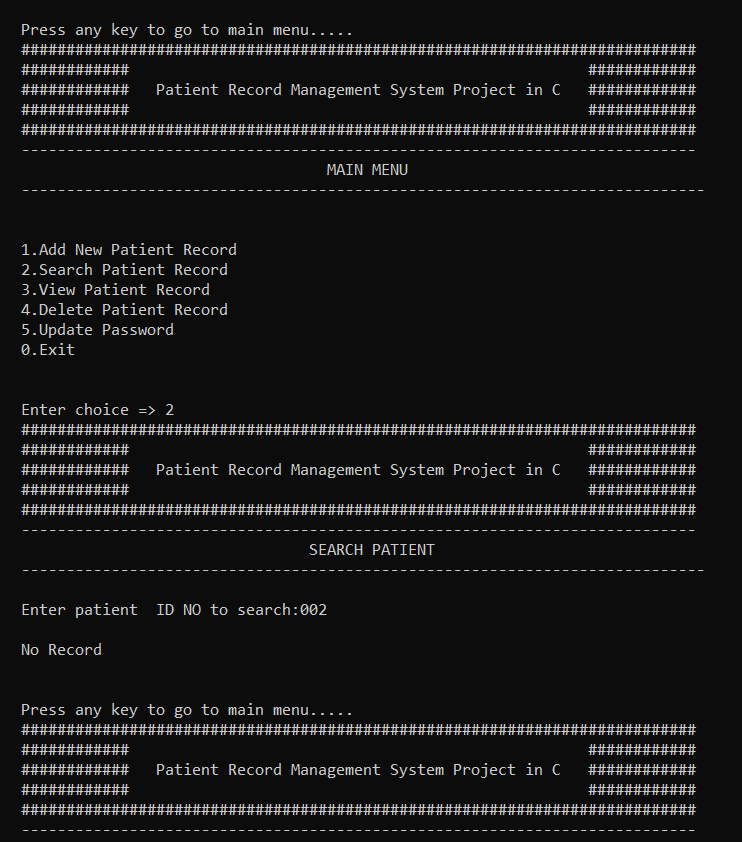 Press any key to go to main menu.....
###########################################################################
############                                                   ############
############   Patient Record Management System Project in C   ############
############                                                   ############
###########################################################################
---------------------------------------------------------------------------
                                  MAIN MENU
----------------------------------------------------------------------------
1.Add New Patient Record
2.Search Patient Record
3.View Patient Record
4.Delete Patient Record
5.Update Password
0.Exit
Enter choice => 2
###########################################################################
############                                                   ############
############   Patient Record Management System Project in C   ############
############                                                   ############
###########################################################################
---------------------------------------------------------------------------
                                SEARCH PATIENT
----------------------------------------------------------------------------
Enter patient  ID NO to search:002
No Record
Press any key to go to main menu.....
###########################################################################
############                                                   ############
############   Patient Record Management System Project in C   ############
############                                                   ############
###########################################################################
---------------------------------------------------------------------------